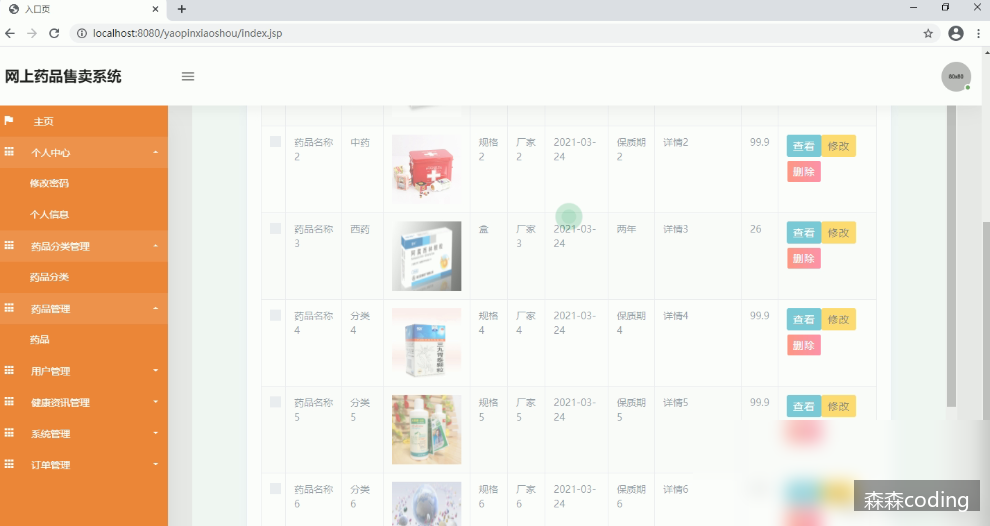 入口页
localhost:8080/yaopinxiaoshou/index.jsp
网上药品售卖系统
主页
个人中心
修改密码
个人信息
药品分类管理
药品分类
药品管理
药品
用户管理
健康资讯管理
系统管理
订单管理
药品名称2 中药 规格2 厂家2 2021-03-24 保质期2 详情2 99.9 查看 修改
删除
药品名称3 西药 盒 厂家3 2021-03-24 两年 详情3 26 查看 修改
删除
药品名称4 分类4 规格4 厂家4 2021-03-24 保质期4 详情4 99.9 查看 修改
删除
药品名称5 分类5 规格5 厂家5 2021-03-24 保质期5 详情5 99.9 查看 修改
药品名称6 分类6 规格6 厂家6 2021-03-24 保质期6 详情6
森森coding